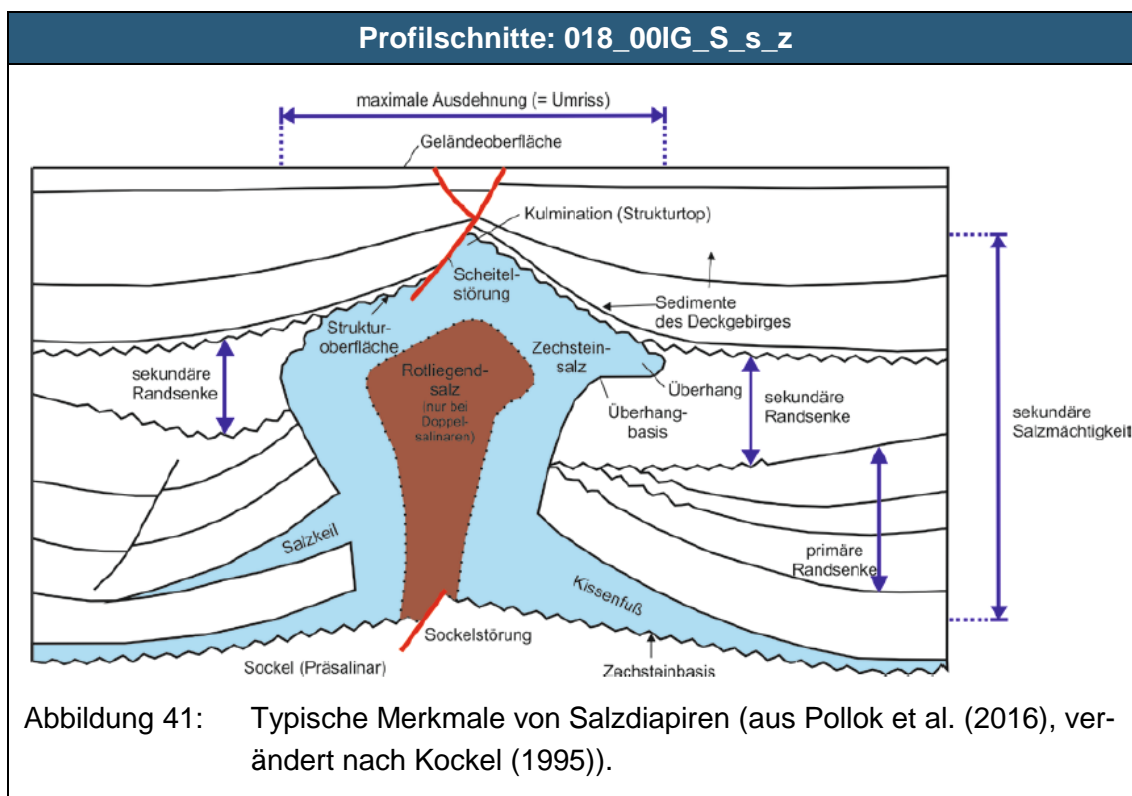 Profilschnitte: 018_00IG_S_s_z
maximale Ausdehnung (= Umriss)
Geländeoberfläche
Kulmination (Strukturtop)
Scheitel-
störung
Sedimente
des Deckgebirges
Struktur-
oberfläche
Zechstein-
salz
sekundäre
Randsenke
Rotliegend-
salz
(nur bei
Doppel-
salinaren)
Überhang
Überhang-
basis
sekundäre
Randsenke
sekundäre
Salzmächtigkeit
Salzkeil
primäre
Randsenke
Kissenfuß
Sockelstörung
Sockel (Präsalinar)
Zechsteinbasis
Abbildung 41: Typische Merkmale von Salzdiapiren (aus Pollok et al. (2016), ver-
ändert nach Kockel (1995)).